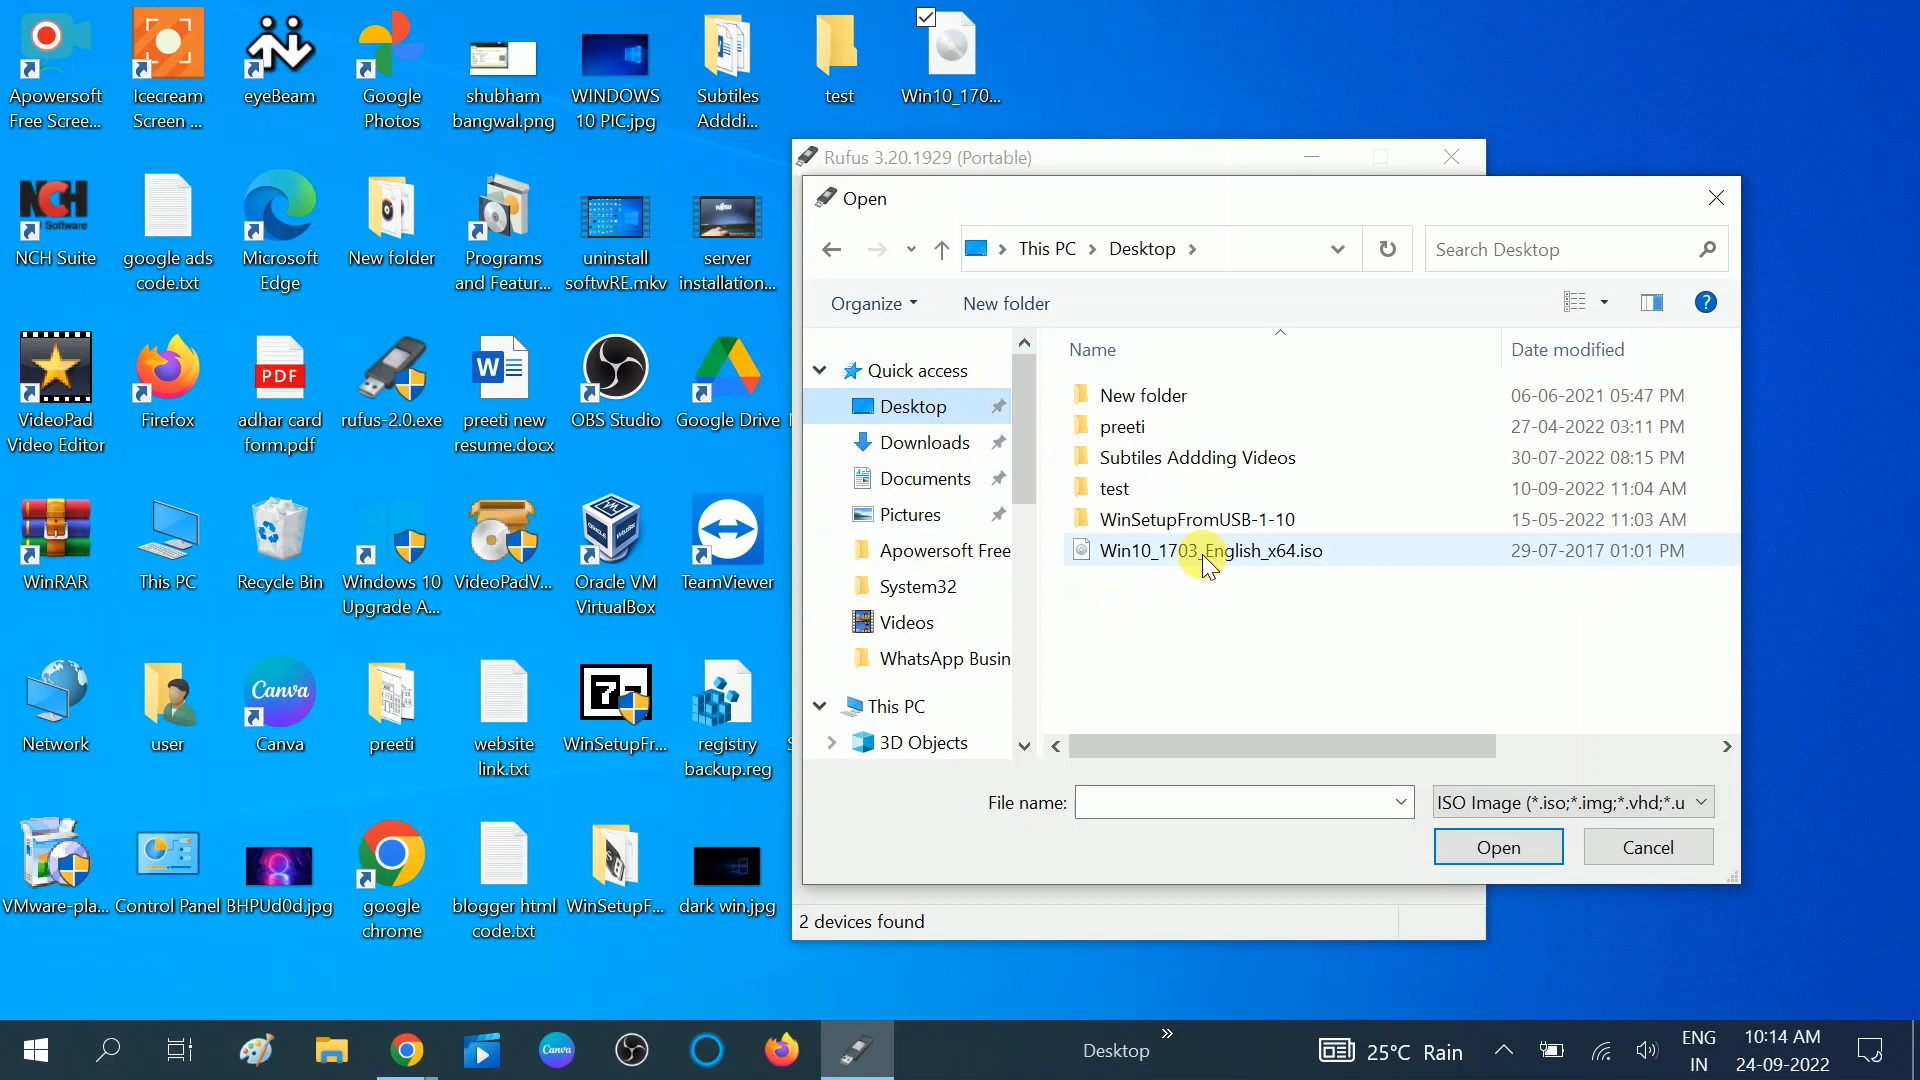 Apowersoft
Free Scree...
Icecream
Screen ...
eyeBeam
Google
Photos
shubham
bangwal.png
WINDOWS
10 PIC.jpg
Subtiles
Adddi...
test
Win10_170...
NCH
Software
NCH Suite
google ads
code.txt
Microsoft
Edge
New folder
Programs
and Featur...
uninstall
softwRE.mkv
server
installation...
VideoPad
Video Editor
Firefox
PDF
adhar card
form.pdf
rufus-2.0.exe
W
preeti new
resume.docx
OBS Studio
Google Drive
WinRAR
This PC
Recycle Bin
Windows 10
Upgrade A...
VideoPadV...
Oracle VM
VirtualBox
TeamViewer
Network
user
Canva
Canva
preeti
website
link.txt
WinSetupFr...
registry
backup.reg
VMware-pla...
Control Panel
BHPUd0d.jpg
google
chrome
blogger html
code.txt
WinSetupF...
dark win.jpg
Rufus 3.20.1929 (Portable)
Open
This PC
Desktop
Search Desktop
Organize
New folder
?
Name
Date modified
Quick access
Desktop
Downloads
Documents
Pictures
Apowersoft Free
System32
Videos
WhatsApp Busin
This PC
3D Objects
New folder 06-06-2021 05:47 PM
preeti 27-04-2022 03:11 PM
Subtiles Addding Videos 30-07-2022 08:15 PM
test 10-09-2022 11:04 AM
WinSetupFromUSB-1-10 15-05-2022 11:03 AM
Win10_1703_English_x64.iso 29-07-2017 01:01 PM
File name:
ISO Image (*.iso;*.img;*.vhd;*.u
Open
Cancel
2 devices found
Canva
Desktop
25°C Rain
ENG
IN
10:14 AM
24-09-2022